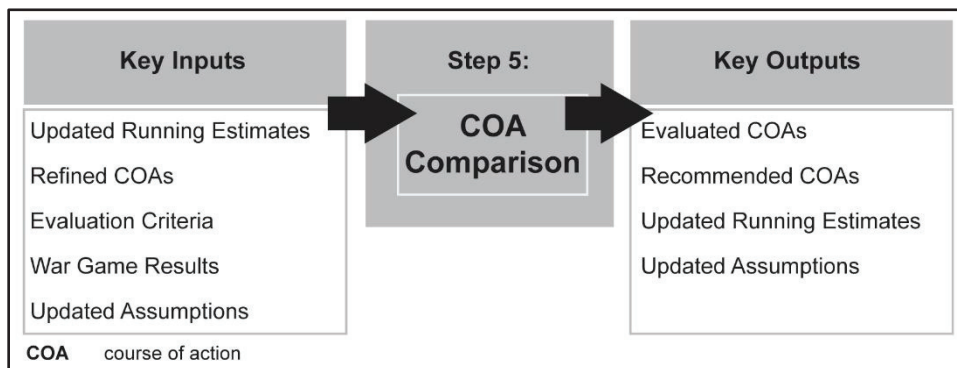 Key Inputs
Updated Running Estimates
Refined COAs
Evaluation Criteria
War Game Results
Updated Assumptions
Step 5:
COA
Comparison
Key Outputs
Evaluated COAs
Recommended COAs
Updated Running Estimates
Updated Assumptions
COA course of action